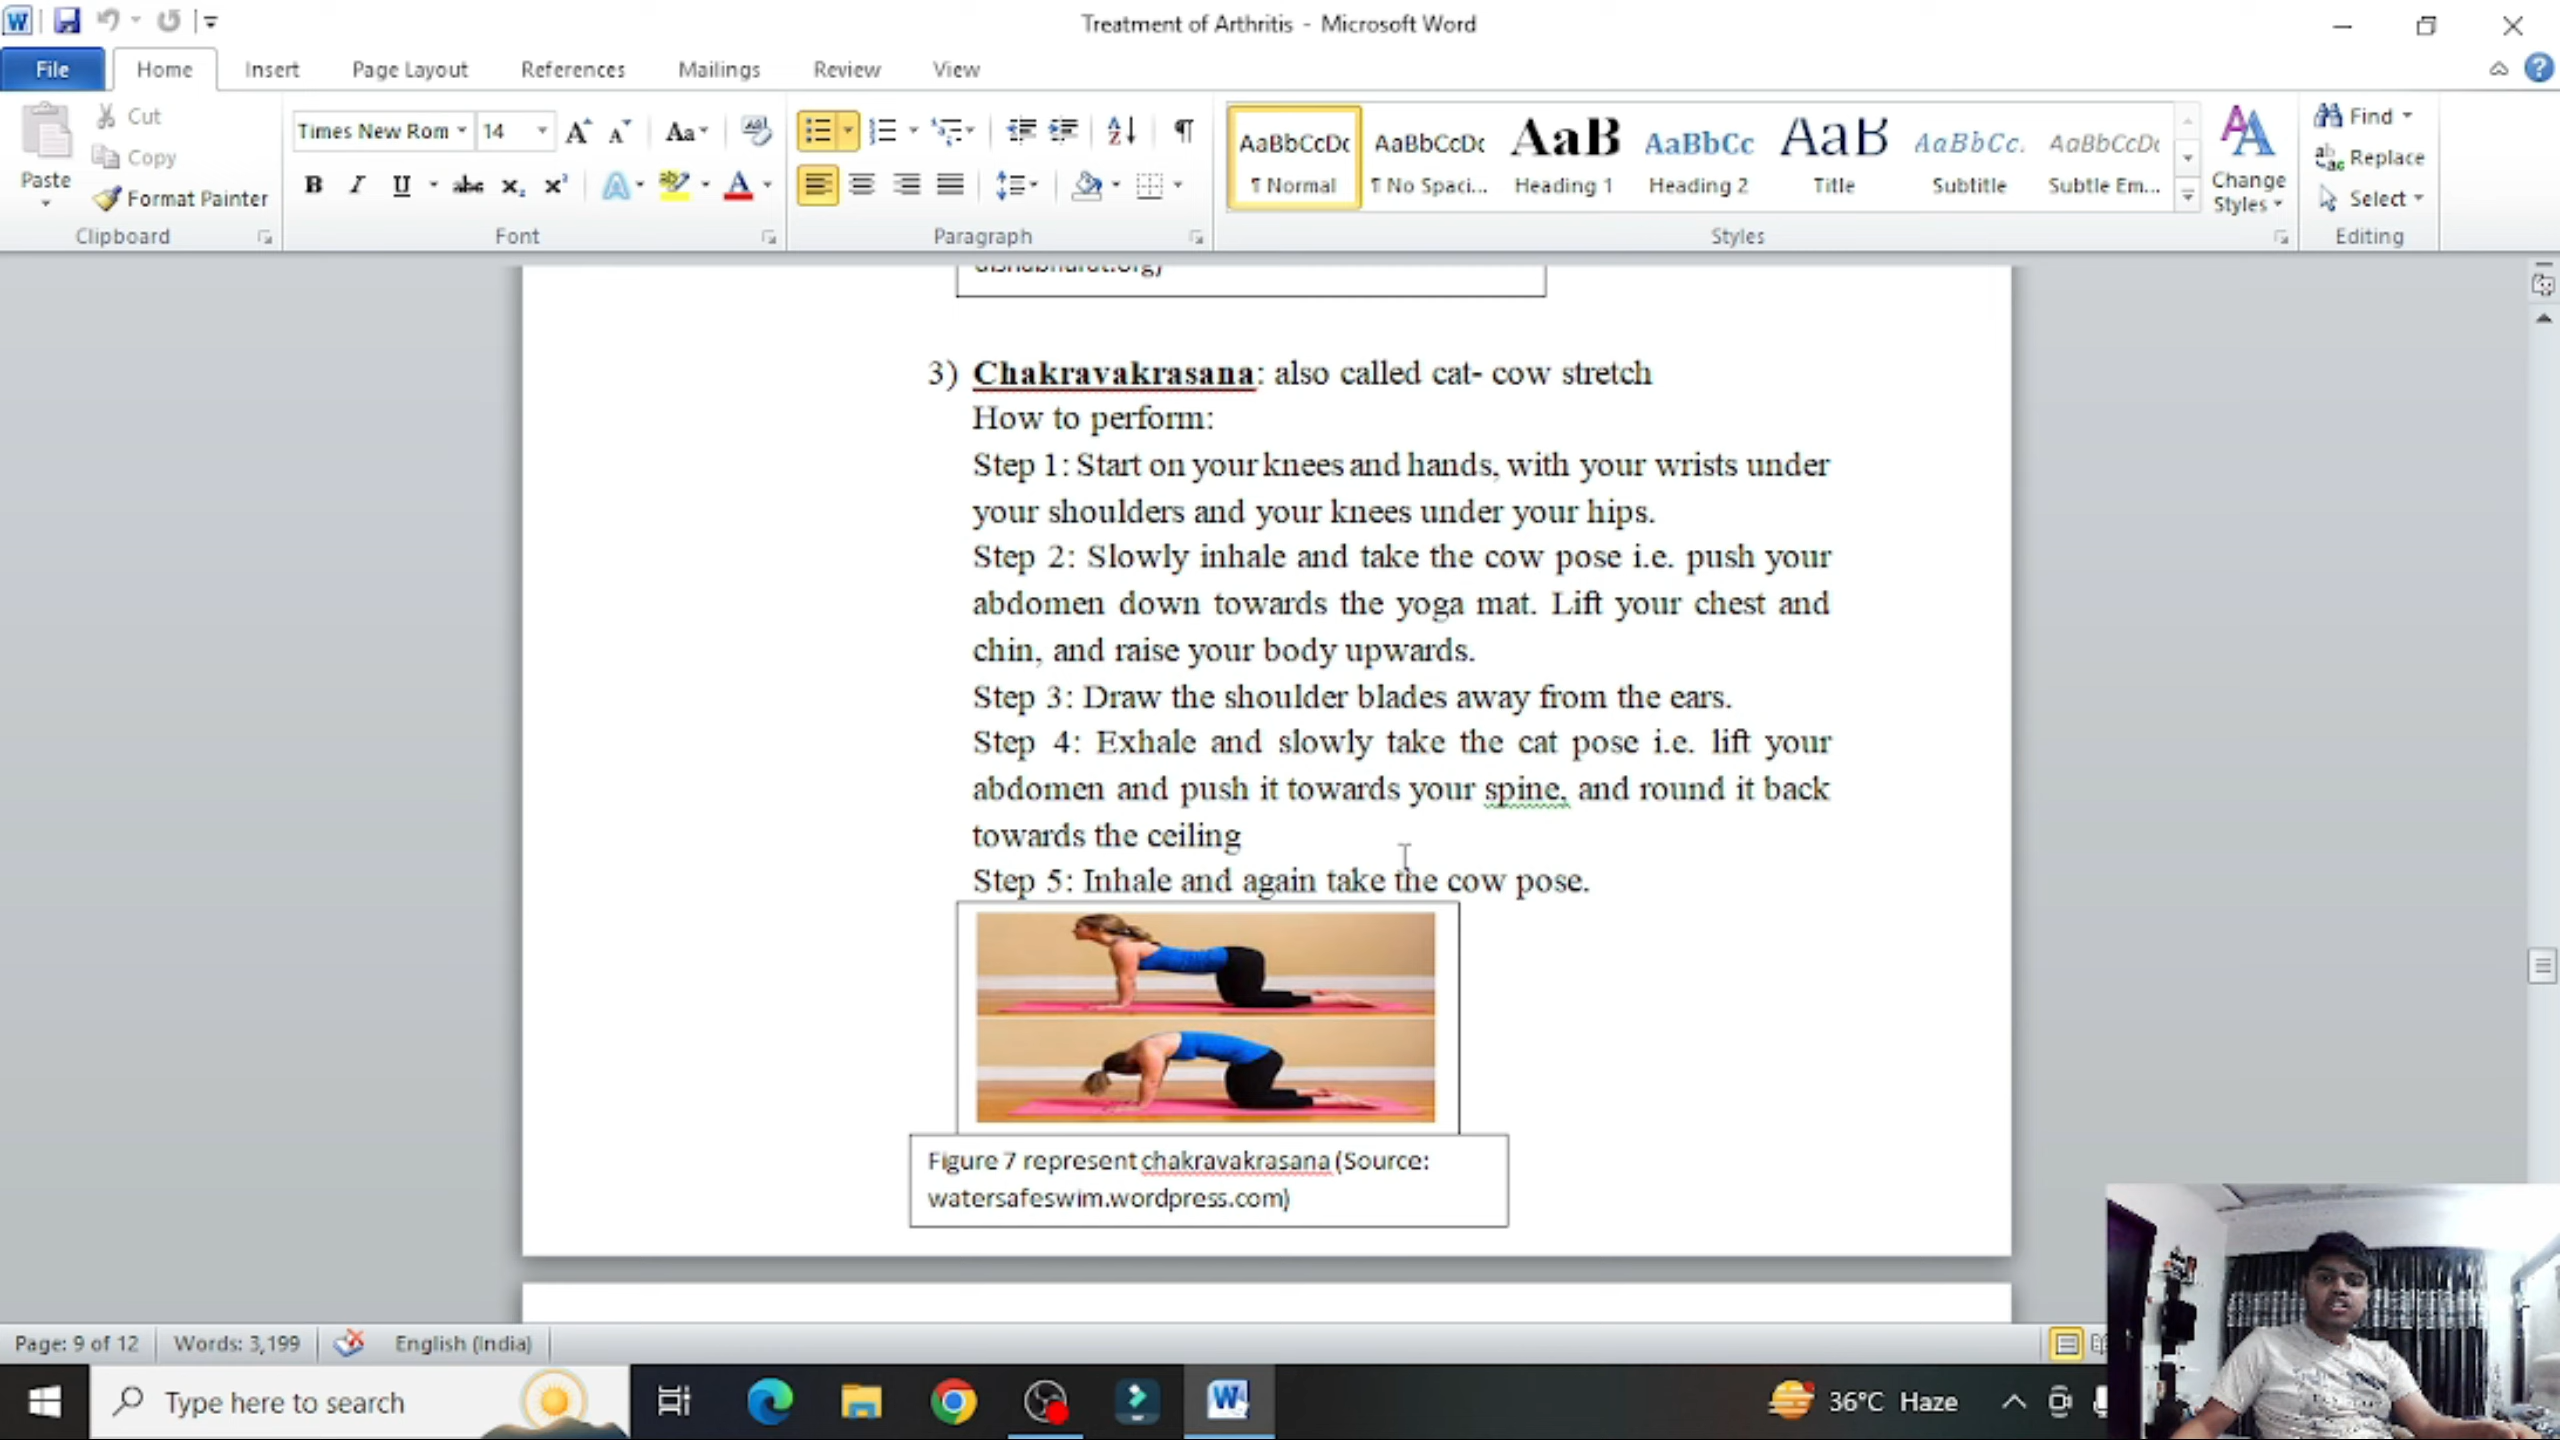 Treatment of Arthritis - Microsoft Word
File Home Insert Page Layout References Mailings Review View
Paste
Cut
Copy
Format Painter
Clipboard
Times New Rom 14
Font
Paragraph
AaBbCcDc AaBbCcDc AaB AaBbCc AaB AaBbCc. AaBbCcDc
¶ Normal ¶ No Spaci... Heading 1 Heading 2 Title Subtitle Subtle Em...
Change
Styles
Styles
Find
Replace
Select
Editing
3) Chakravakrasana: also called cat- cow stretch
How to perform:
Step 1: Start on your knees and hands, with your wrists under
your shoulders and your knees under your hips.
Step 2: Slowly inhale and take the cow pose i.e. push your
abdomen down towards the yoga mat. Lift your chest and
chin, and raise your body upwards.
Step 3: Draw the shoulder blades away from the ears.
Step 4: Exhale and slowly take the cat pose i.e. lift your
abdomen and push it towards your spine, and round it back
towards the ceiling
Step 5: Inhale and again take the cow pose.
Figure 7 represent chakravakrasana (Source:
watersafeswim.wordpress.com)
Page: 9 of 12 Words: 3,199 English (India)
Type here to search
36°C Haze